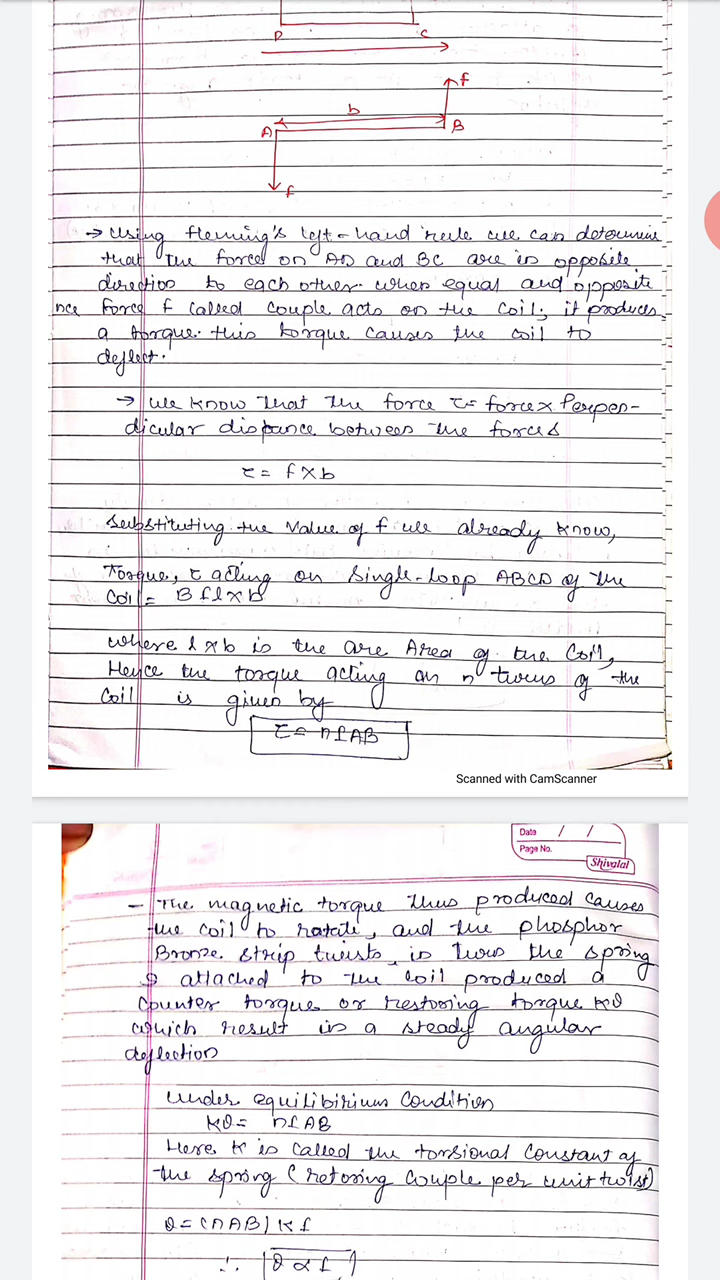 D C
f
b
A B
f
→ Using fleming's left-hand rule we can determine
that the force on AD and BC are in opposite
direction to each other. when equal and opposite
nce force f called couple acts on the coil, it produces
a torque. this torque causes the coil to
deflect.
→ we know that the force τ = force x Perpen-
dicular distance between the forces
τ = f x b
Substituting the value of f we already know,
Torque, τ acting on single-loop ABCD of the
Coil = B I l x b
where l x b is the are Area of the Coil,
Hence the torque acting on n turns of the
Coil is given by
τ = nIAB
Scanned with CamScanner
Date / /
Page No.
Shivalal
- The magnetic torque thus produced causes
the coil to rotate, and the phosphor
Bronze strip twists, in turn the spring
S attached to the coil produced a
Counter torque or restoring torque kθ
which result in a steady angular
deflection
Under equilibirium Condition
Kθ = nIAB
Here K is called the torsional Constant of
the spring (retoring Couple per unit twist)
θ = (nAB) K I
∴ θ ∝ I